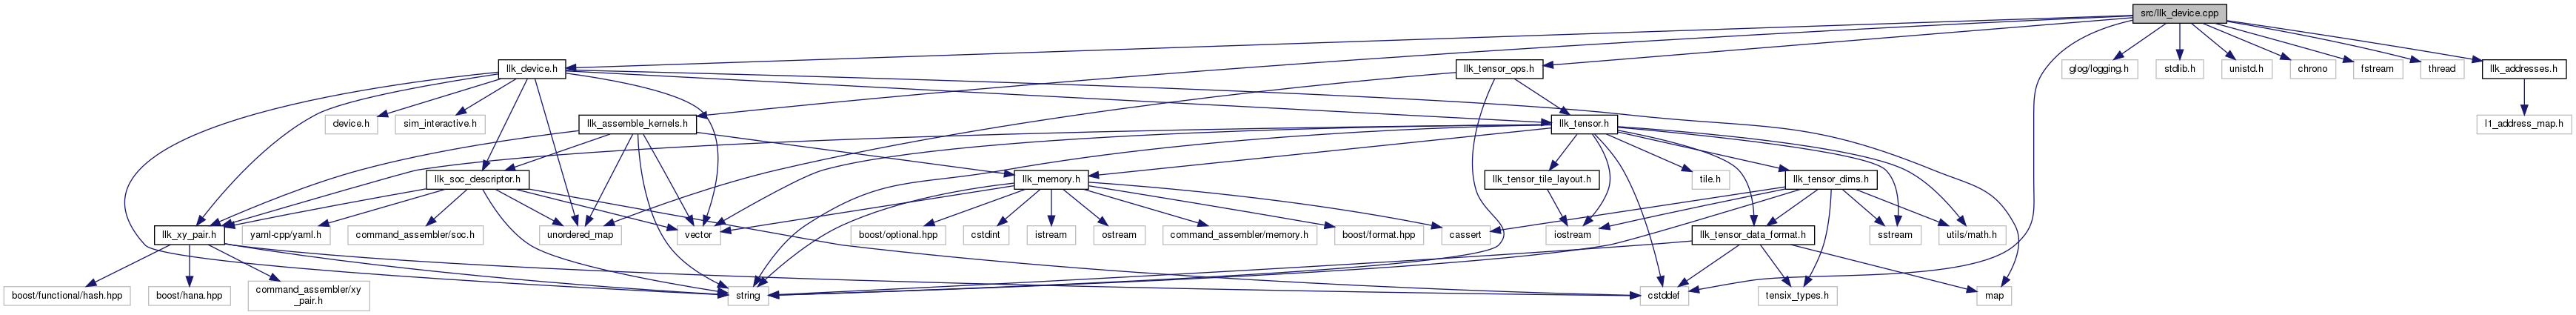 src/llk_device.cpp
llk_device.h
llk_tensor_ops.h
glog/logging.h
stdlib.h
unistd.h
chrono
fstream
thread
llk_addresses.h
device.h
sim_interactive.h
llk_assemble_kernels.h
llk_tensor.h
l1_address_map.h
llk_soc_descriptor.h
llk_memory.h
llk_tensor_tile_layout.h
tile.h
llk_tensor_dims.h
llk_xy_pair.h
yaml-cpp/yaml.h
command_assembler/soc.h
unordered_map
vector
boost/optional.hpp
cstdint
istream
ostream
command_assembler/memory.h
boost/format.hpp
cassert
iostream
llk_tensor_data_format.h
sstream
utils/math.h
boost/functional/hash.hpp
boost/hana.hpp
command_assembler/xy
_pair.h
string
cstddef
tensix_types.h
map